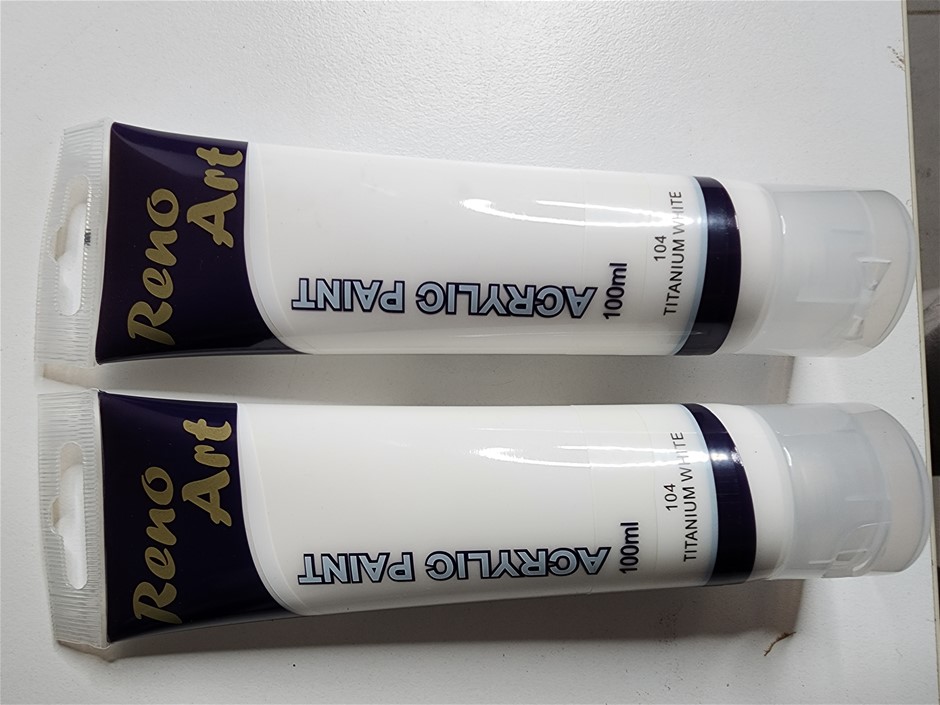 Reno
Art
ACRYLIC PAINT
100ml
104
TITANIUM WHITE
Reno
Art
ACRYLIC PAINT
100ml
104
TITANIUM WHITE